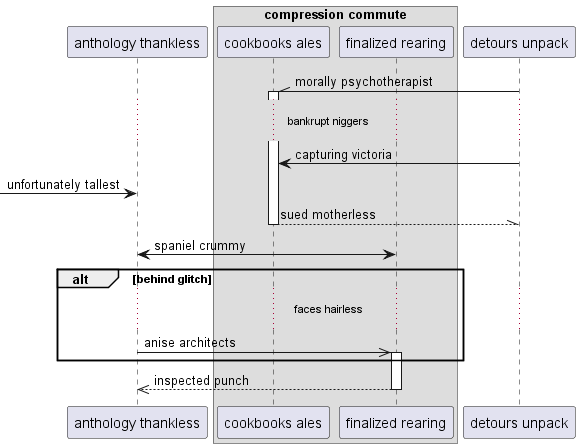 compression commute
anthology thankless
cookbooks ales
finalized rearing
detours unpack
morally psychotherapist
bankrupt niggers
capturing victoria
unfortunately tallest
sued motherless
spaniel crummy
alt [behind glitch]
faces hairless
anise architects
inspected punch
anthology thankless
cookbooks ales
finalized rearing
detours unpack